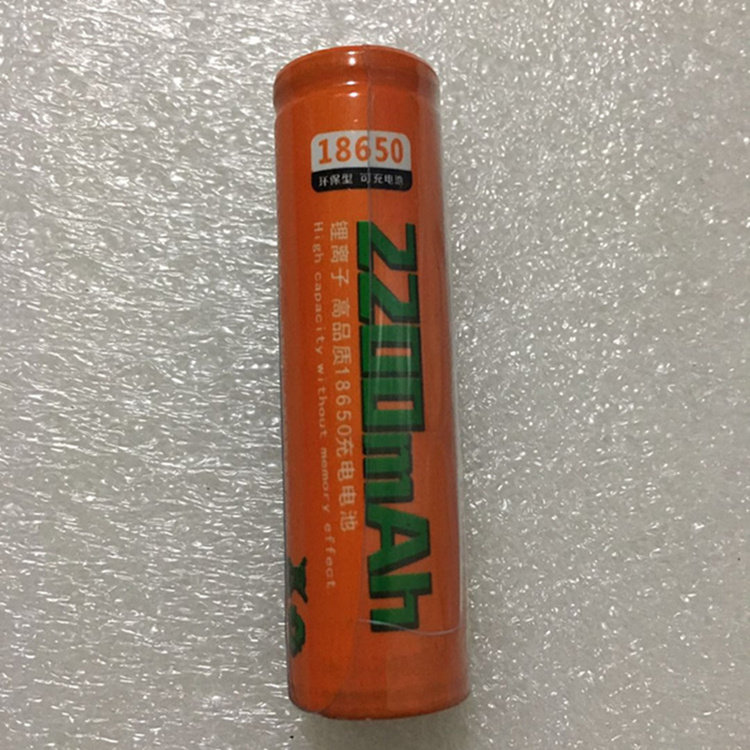 18650
环保型 可充电池
2200mAh
锂离子 高品质18650充电电池
High capacity without memory effect